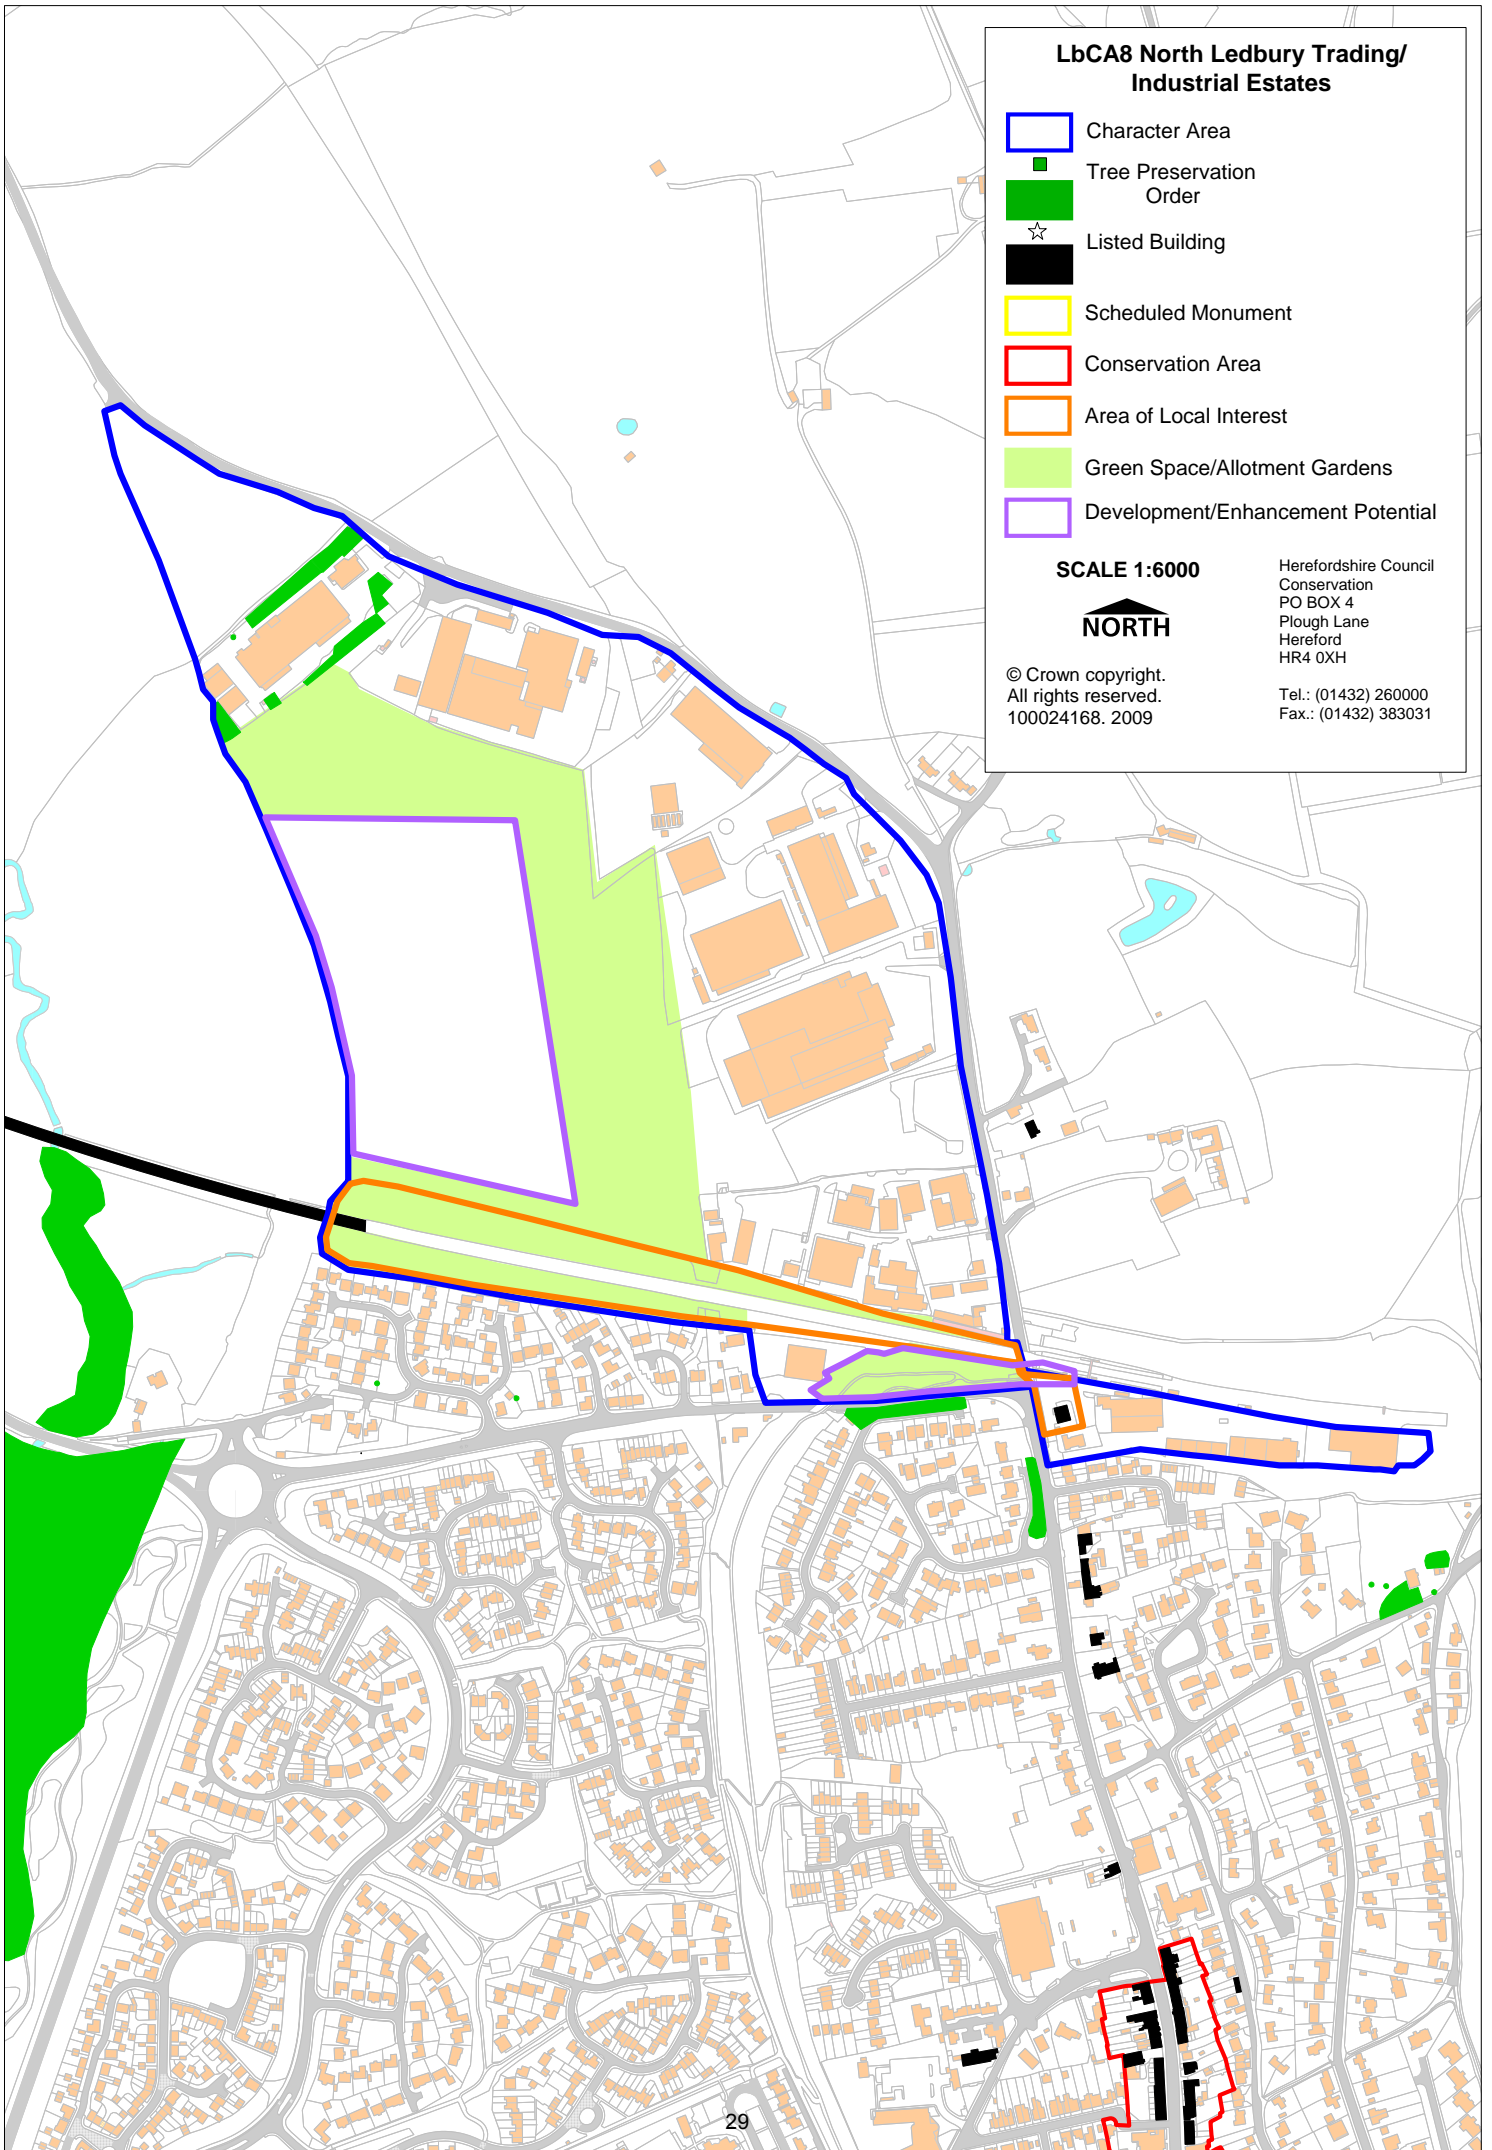 LbCA8 North Ledbury Trading/
Industrial Estates
Character Area
Tree Preservation
Order
Listed Building
Scheduled Monument
Conservation Area
Area of Local Interest
Green Space/Allotment Gardens
Development/Enhancement Potential
SCALE 1:6000
NORTH
© Crown copyright.
All rights reserved.
100024168. 2009
Herefordshire Council
Conservation
PO BOX 4
Plough Lane
Hereford
HR4 0XH
Tel.: (01432) 260000
Fax.: (01432) 383031
29